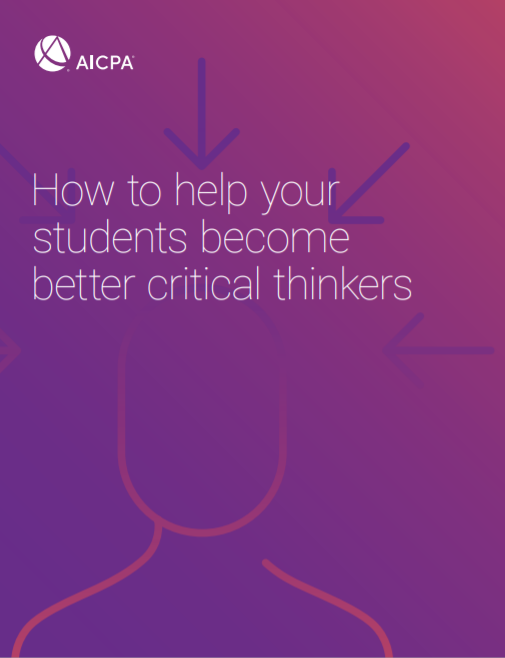 AICPA®
How to help your
students become
better critical thinkers